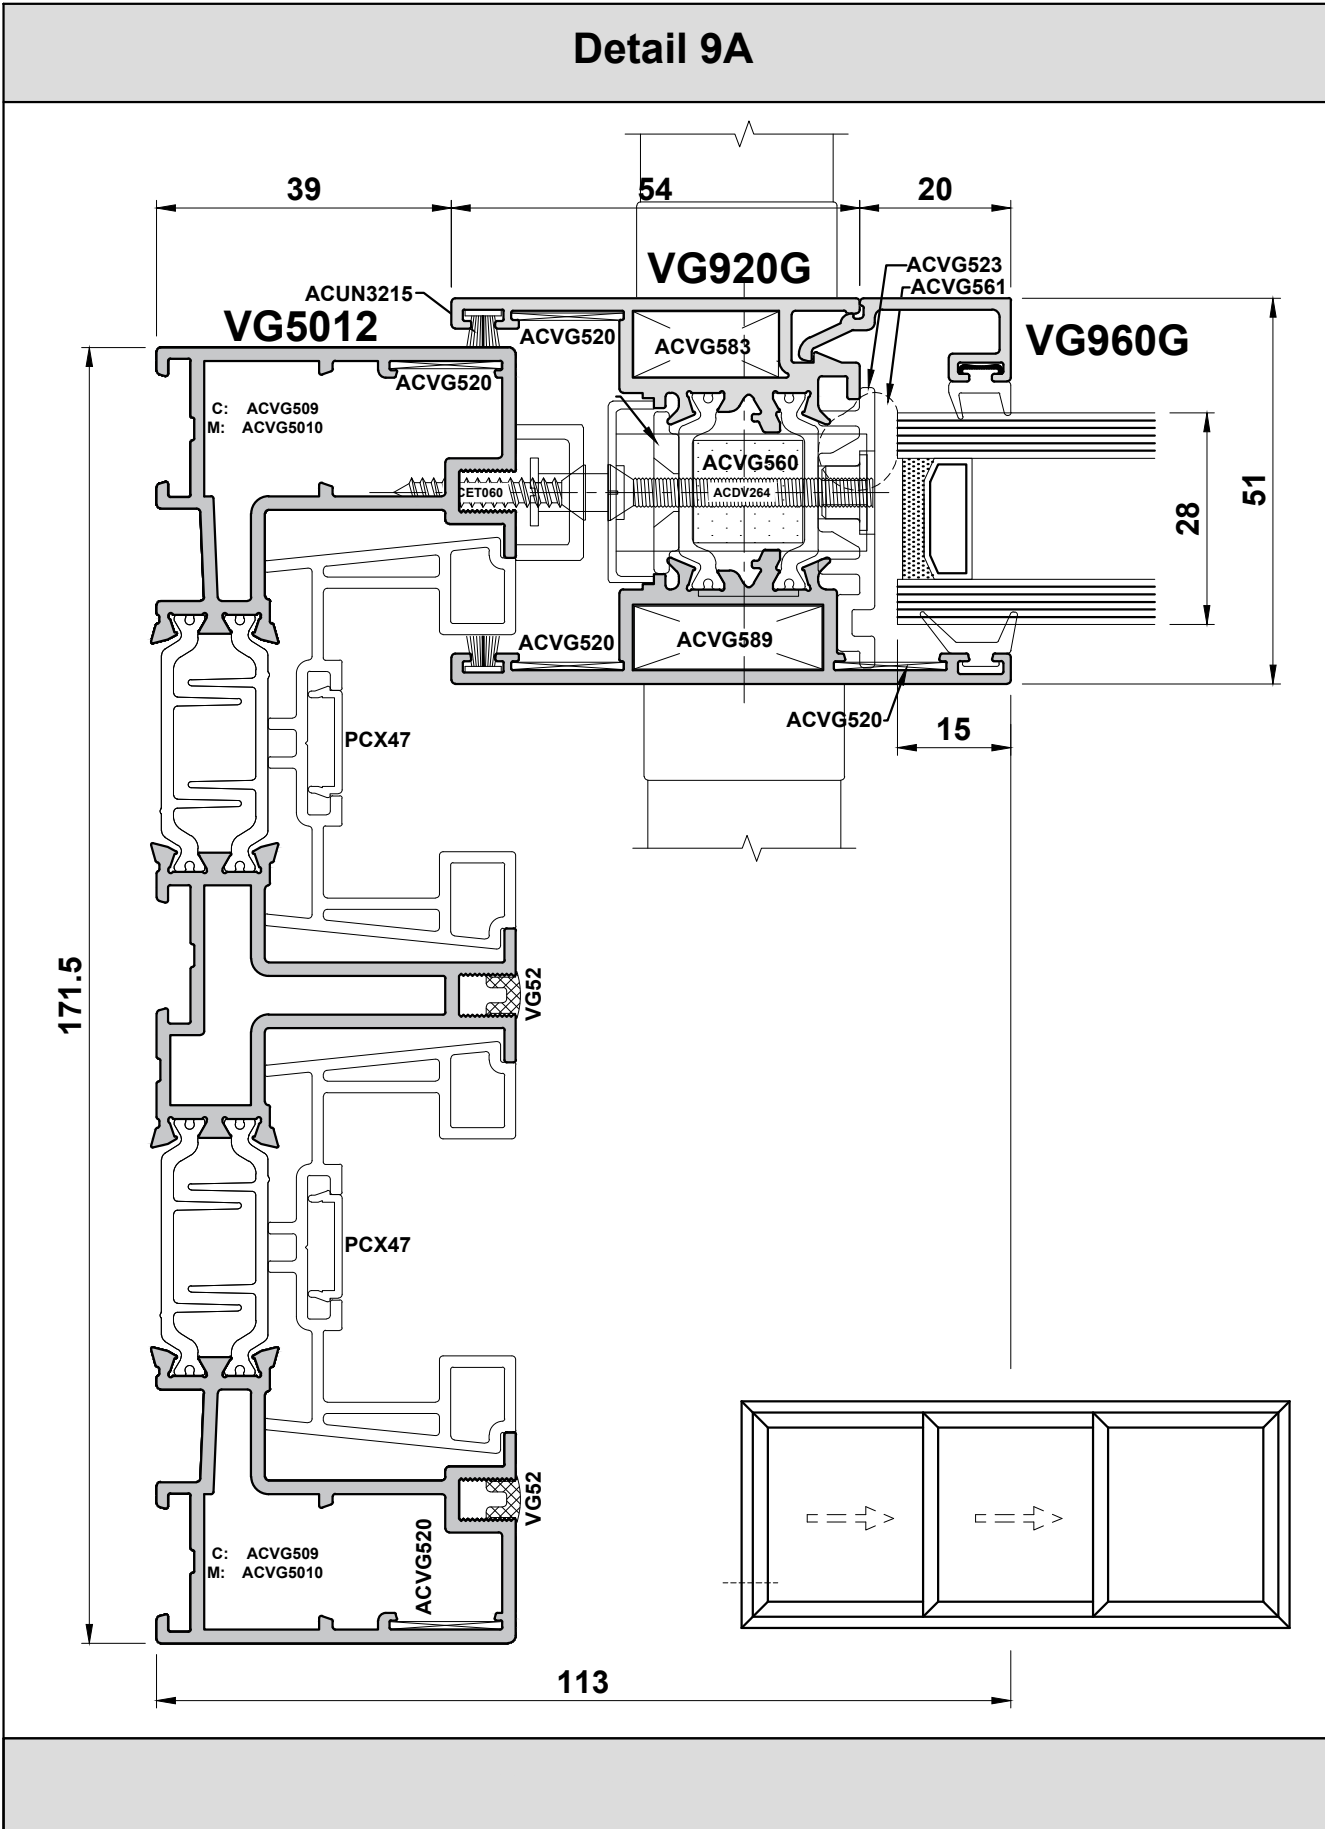 Detail 9A
39
54
20
VG920G
ACVG523
ACVG561
ACUN3215
VG5012
VG960G
ACVG520
ACVG583
ACVG520
C: ACVG509
M: ACVG5010
ACVG560
CET060
ACDV264
28
51
ACVG520
ACVG589
ACVG520
15
PCX47
171.5
VG52
PCX47
VG52
C: ACVG509
M: ACVG5010
ACVG520
113